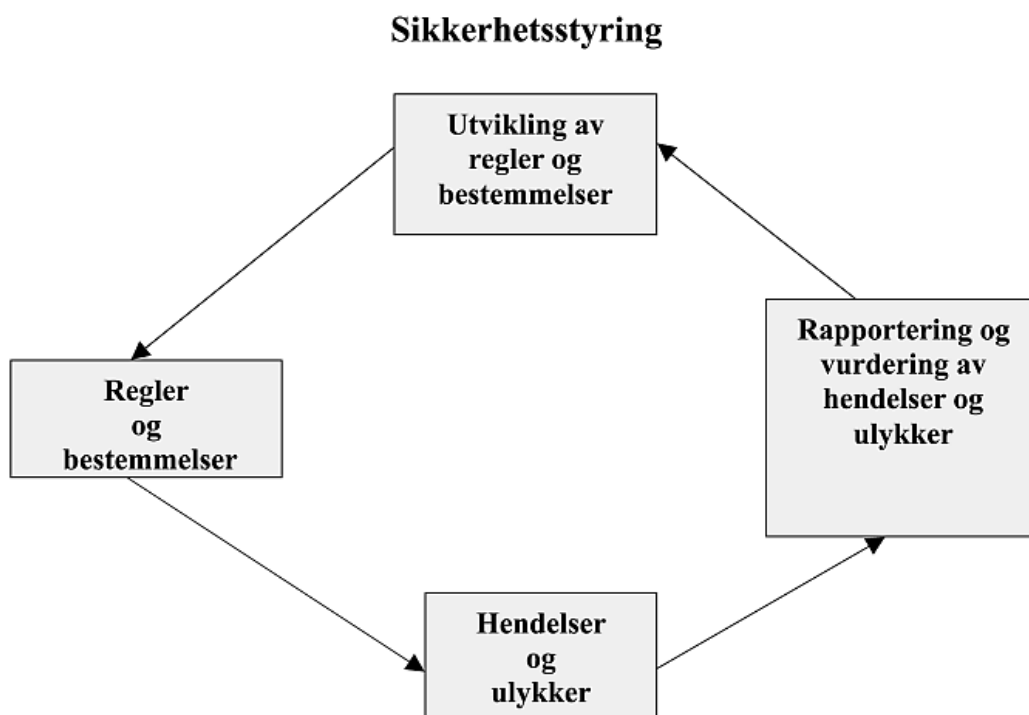 Sikkerhetsstyring
Utvikling av
regler og
bestemmelser
Rapportering og
vurdering av
hendelser og
ulykker
Regler
og
bestemmelser
Hendelser
og
ulykker